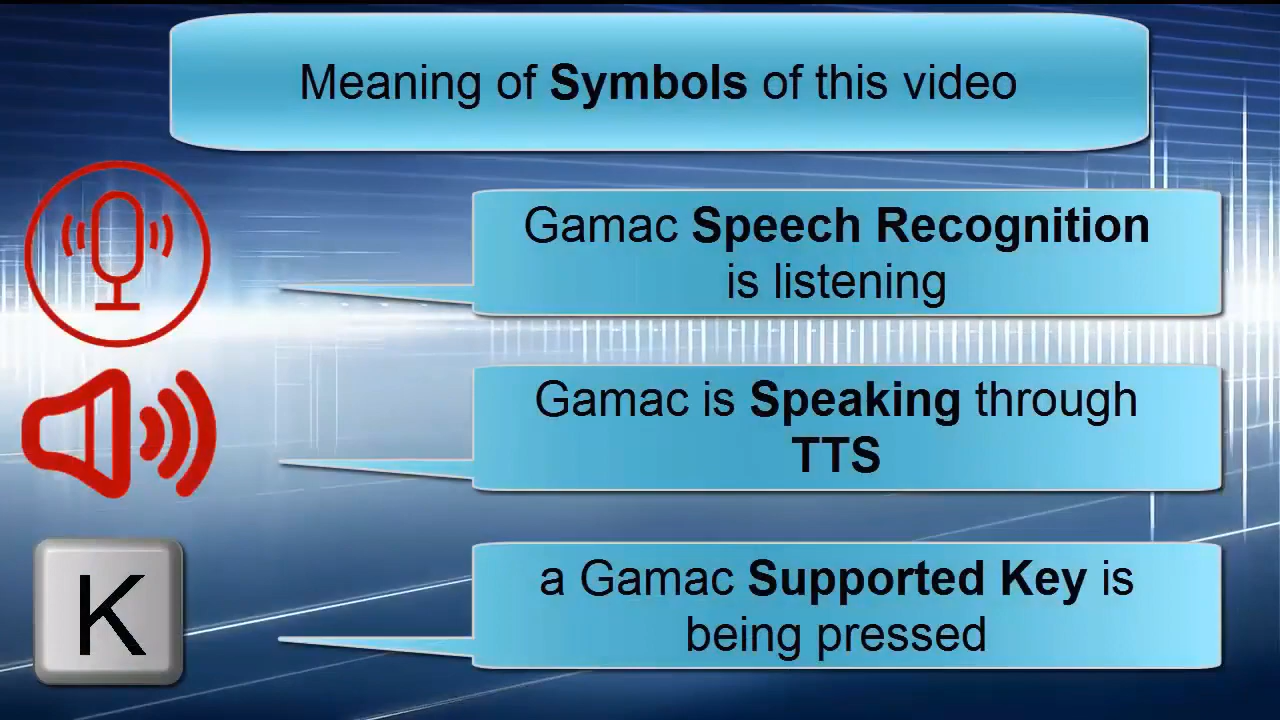 Meaning of Symbols of this video
Gamac Speech Recognition
is listening
Gamac is Speaking through
TTS
K
a Gamac Supported Key is
being pressed